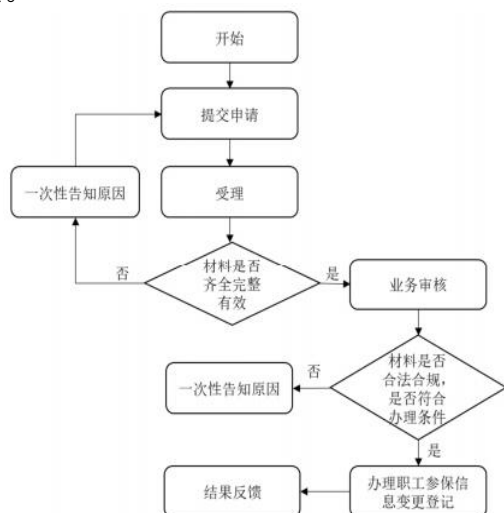 开始
提交申请
一次性告知原因
受理
材料是否
齐全完整
有效
否
是
业务审核
材料是否
合法合规，
是否符合
办理条件
否
一次性告知原因
是
办理职工参保信
息变更登记
结果反馈